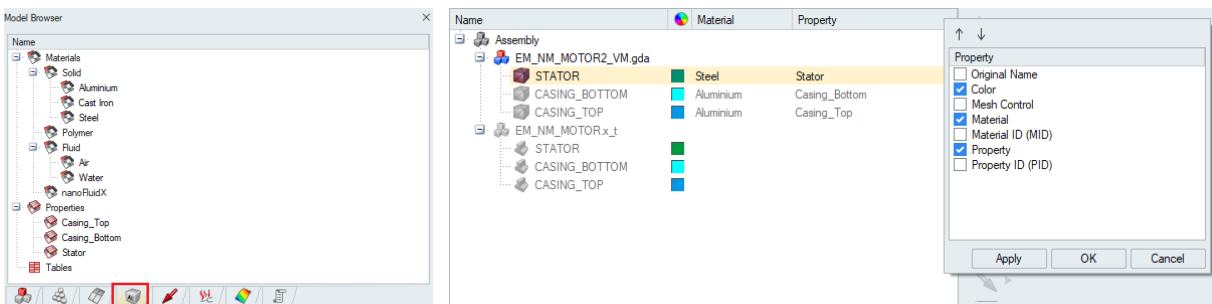 Model Browser
Name
Materials
Solid
Aluminium
Cast Iron
Steel
Polymer
Fluid
Air
Water
nanoFluidX
Properties
Casing_Top
Casing_Bottom
Stator
Tables
Name Material Property
Assembly
EM_NM_MOTOR2_VM.gda
STATOR Steel Stator
CASING_BOTTOM Aluminium Casing_Bottom
CASING_TOP Aluminium Casing_Top
EM_NM_MOTOR.x_t
STATOR
CASING_BOTTOM
CASING_TOP
Property
Original Name
Color
Mesh Control
Material
Material ID (MID)
Property
Property ID (PID)
Apply OK Cancel